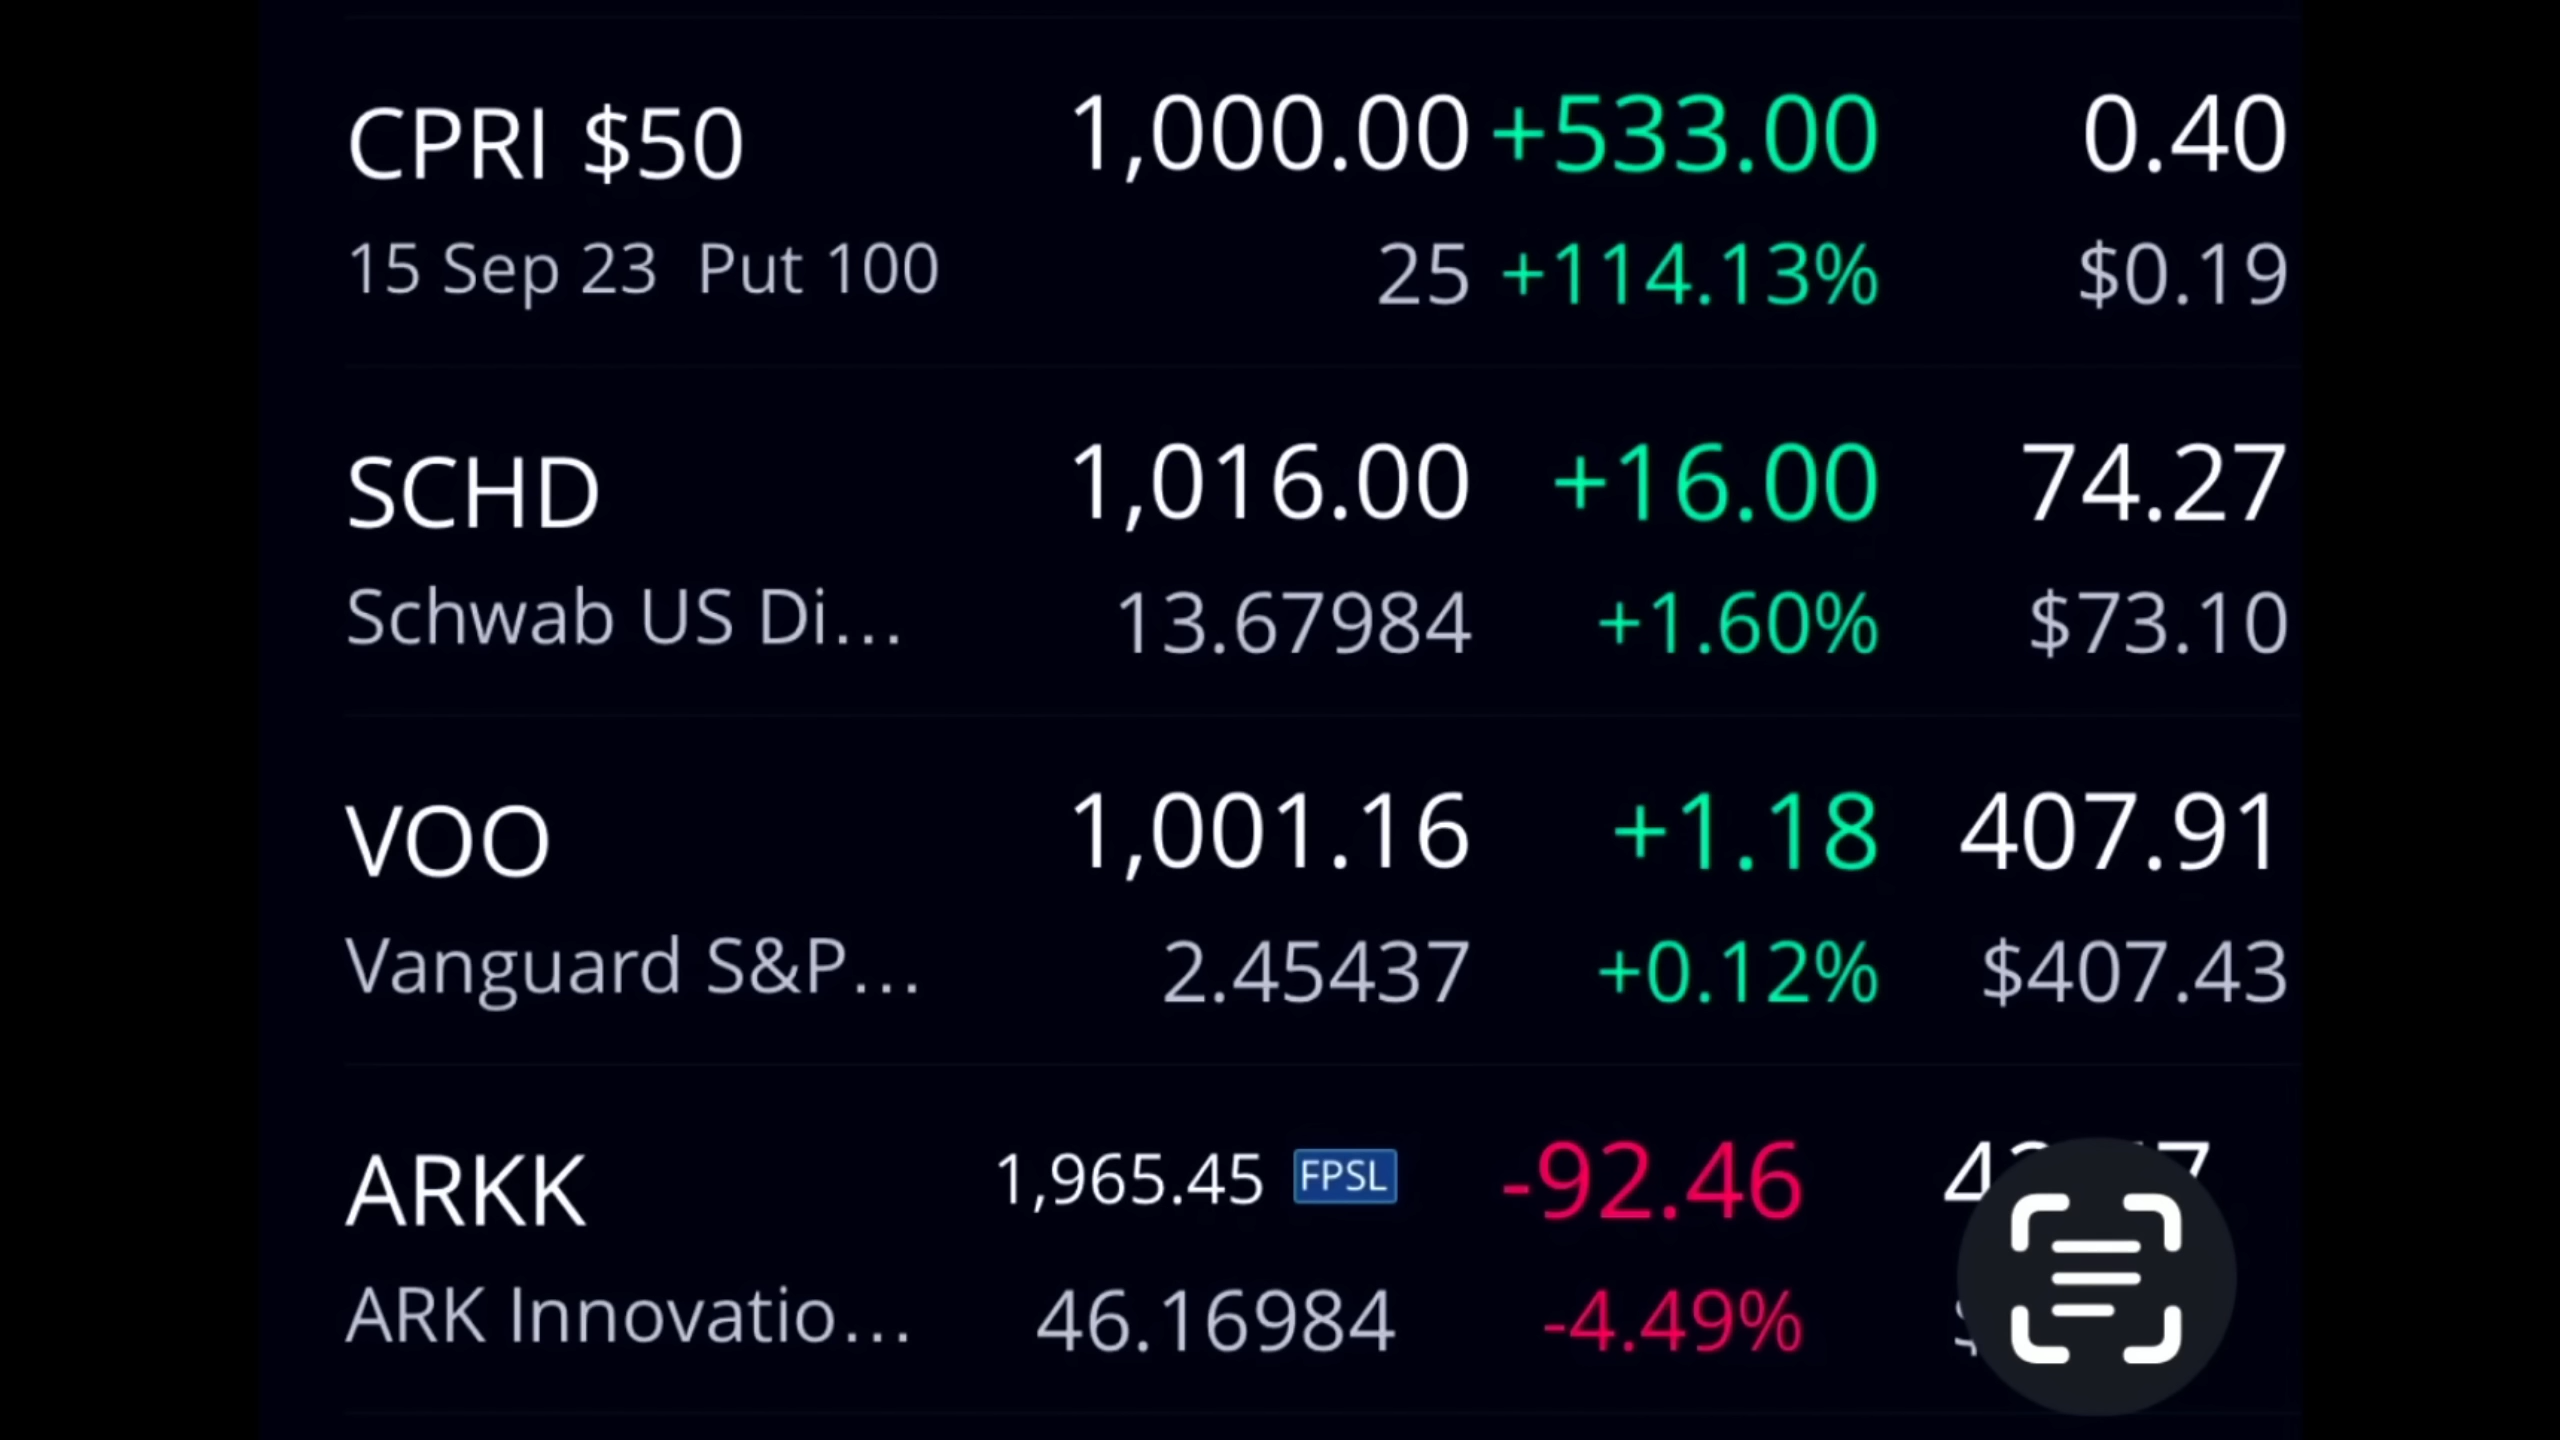 CPRI $50 1,000.00 +533.00 0.40
15 Sep 23 Put 100 25 +114.13% $0.19
SCHD 1,016.00 +16.00 74.27
Schwab US Di... 13.67984 +1.60% $73.10
VOO 1,001.16 +1.18 407.91
Vanguard S&P... 2.45437 +0.12% $407.43
ARKK 1,965.45 FPSL -92.46
ARK Innovatio... 46.16984 -4.49%